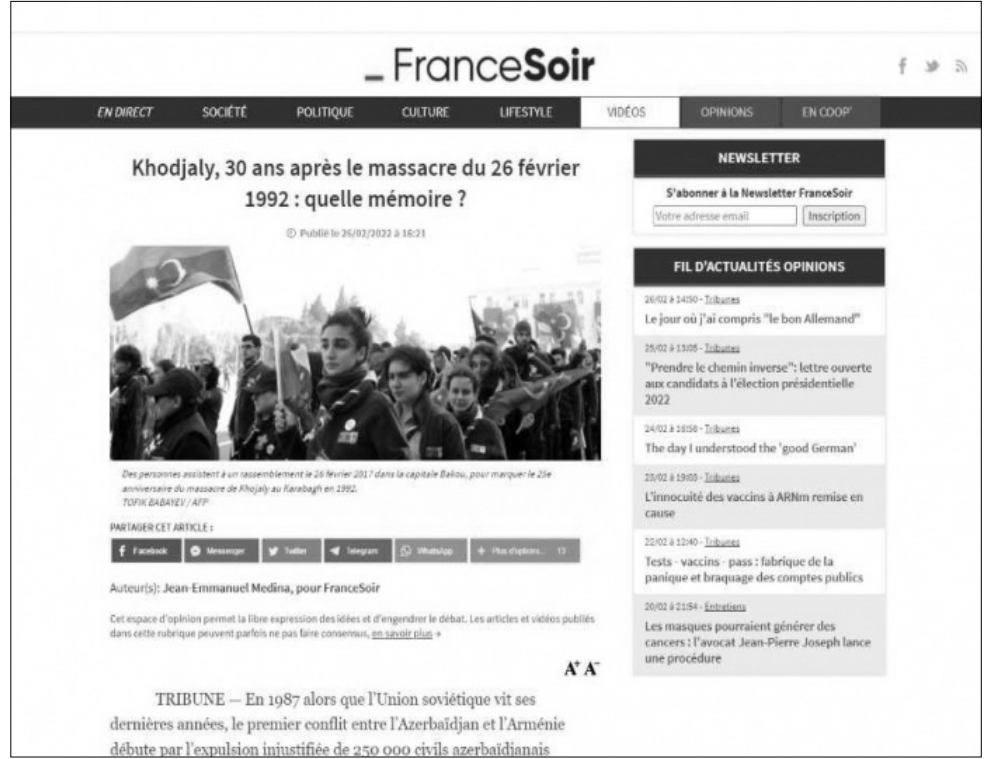 _ FranceSoir
EN DIRECT SOCIÉTÉ POLITIQUE CULTURE LIFESTYLE VIDÉOS OPINIONS EN COOP'
Khodjaly, 30 ans après le massacre du 26 février
1992 : quelle mémoire ?
Publié le 26/02/2022 à 16:21
Des personnes assistent à un rassemblement le 26 février 2017 dans la capitale Bakou, pour marquer le 25e
anniversaire du massacre de Khojaly au Karabagh en 1992.
TOFIK BABAYEV / AFP
PARTAGER CET ARTICLE :
Facebook Messenger Twitter Telegram WhatsApp Plus d'options... 13
Auteur(s): Jean-Emmanuel Medina, pour FranceSoir
Cet espace d'opinion permet la libre expression des idées et d'engendrer le débat. Les articles et vidéos publiés
dans cette rubrique peuvent parfois ne pas faire consensus, en savoir plus →
A+ A-
TRIBUNE — En 1987 alors que l'Union soviétique vit ses
dernières années, le premier conflit entre l'Azerbaïdjan et l'Arménie
débute par l'expulsion injustifiée de 250 000 civils azerbaïdjanais
NEWSLETTER
S'abonner à la Newsletter FranceSoir
Votre adresse email Inscription
FIL D'ACTUALITÉS OPINIONS
26/02 à 14:50 - Tribunes
Le jour où j'ai compris "le bon Allemand"
25/02 à 13:05 - Tribunes
"Prendre le chemin inverse": lettre ouverte
aux candidats à l'élection présidentielle
2022
24/02 à 18:58 - Tribunes
The day I understood the 'good German'
23/02 à 19:03 - Tribunes
L'innocuité des vaccins à ARNm remise en
cause
22/02 à 12:40 - Tribunes
Tests - vaccins - pass : fabrique de la
panique et braquage des comptes publics
20/02 à 21:54 - Entretiens
Les masques pourraient générer des
cancers : l'avocat Jean-Pierre Joseph lance
une procédure